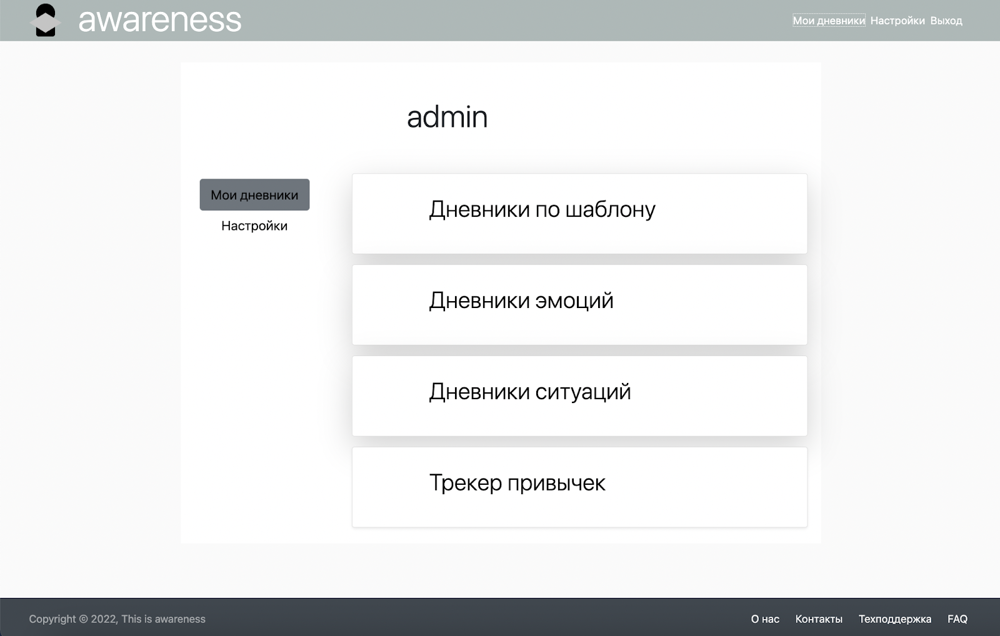 awareness
Мои дневники Настройки Выход
admin
Мои дневники
Настройки
Дневники по шаблону
Дневники эмоций
Дневники ситуаций
Трекер привычек
Copyright © 2022, This is awareness
О нас Контакты Техподдержка FAQ